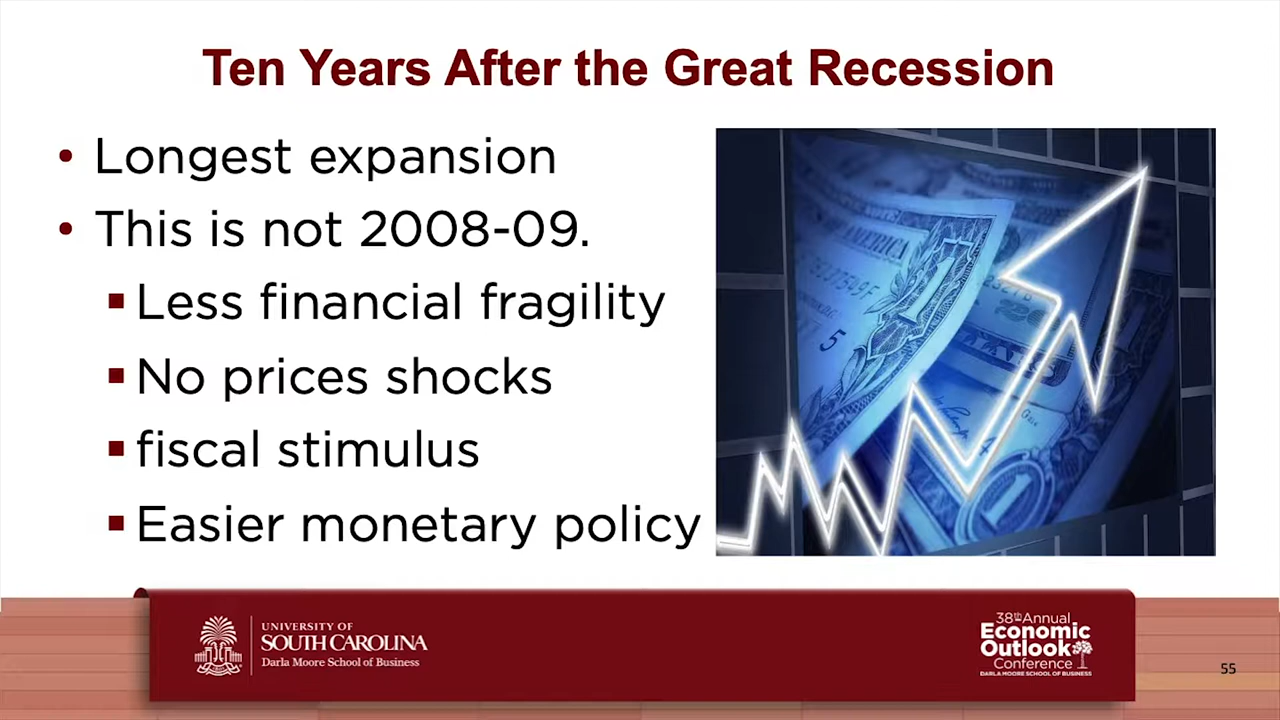 Ten Years After the Great Recession
• Longest expansion
• This is not 2008-09.
▪ Less financial fragility
▪ No prices shocks
▪ fiscal stimulus
▪ Easier monetary policy
UNIVERSITY OF
SOUTH CAROLINA
Darla Moore School of Business
38th Annual
Economic
Outlook
Conference
DARLA MOORE SCHOOL OF BUSINESS
55